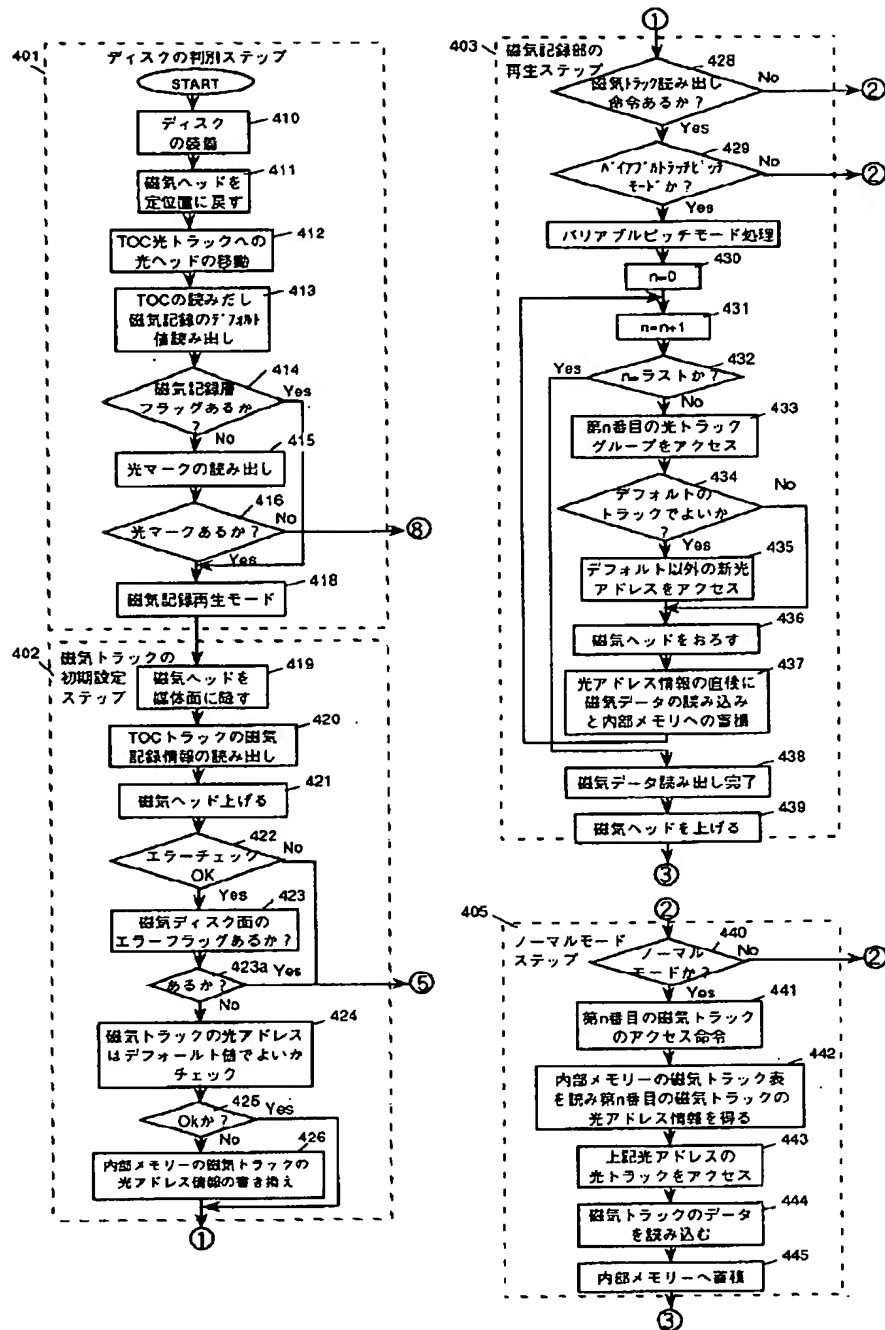 401
ディスクの判別ステップ
START
410
ディスク
の装着
411
磁気ヘッドを
定位置に戻す
412
TOC光トラックへの
光ヘッドの移動
413
TOCの読みだし
磁気記録のデフォルト
値読み出し
414
磁気記録層
フラッグあるか
?
Yes
No
415
光マークの読み出し
416
光マークあるか?
No
⑧
Yes
418
磁気記録再生モード
402
磁気トラックの
初期設定
ステップ
419
磁気ヘッドを
媒体面に
420
TOCトラックの磁気
記録情報の読み出し
421
磁気ヘッド上げる
422
エラーチェック
OK
No
Yes
423
磁気ディスク面の
エラーフラッグあるか?
423a
あるか?
Yes
⑤
No
424
磁気トラックの光アドレス
はデフォールト値でよいか
チェック
425
Okか?
Yes
No
426
内部メモリーの磁気トラックの
光アドレス情報の書き換え
①
①
403
磁気記録部の
再生ステップ
428
磁気トラック読み出し
命令あるか?
No
②
Yes
429
バイアブルトラッチピッチ
モードか?
No
②
Yes
バリアブルピッチモード処理
430
n=0
431
n=n+1
432
n=ラストか?
Yes
No
433
第n番目の光トラック
グループをアクセス
434
デフォルトの
トラックでよいか
?
No
Yes
435
デフォルト以外の新光
アドレスをアクセス
436
磁気ヘッドをおろす
437
光アドレス情報の直後に
磁気データの読み込み
と内部メモリへの蓄積
438
磁気データ読み出し完了
439
磁気ヘッドを上げる
③
②
405
ノーマルモード
ステップ
440
ノーマル
モードか?
No
②
Yes
441
第n番目の磁気トラック
のアクセス命令
442
内部メモリーの磁気トラック表
を読み第n番目の磁気トラックの
光アドレス情報を得る
443
上記光アドレスの
光トラックをアクセス
444
磁気トラックのデータ
を読み込む
445
内部メモリーへ蓄積
③